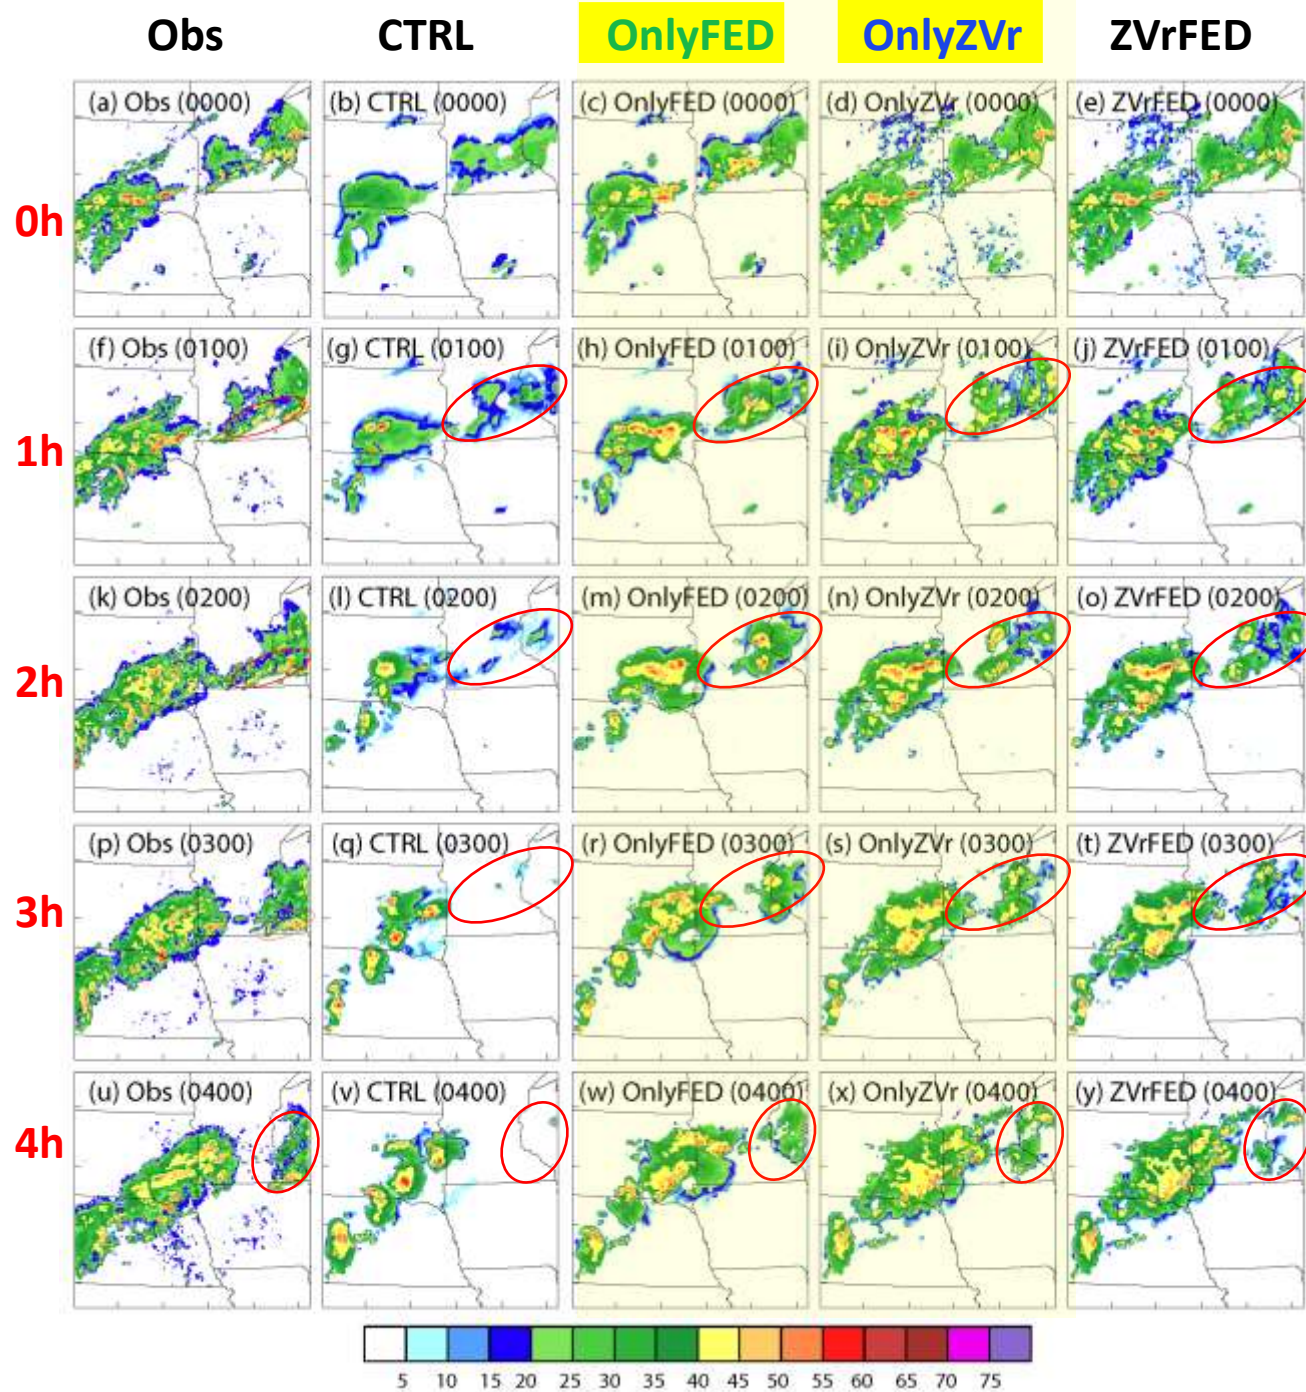 Obs CTRL OnlyFED OnlyZVr ZVrFED
(a) Obs (0000) (b) CTRL (0000) (c) OnlyFED (0000) (d) OnlyZVr (0000) (e) ZVrFED (0000)
0h
(f) Obs (0100) (g) CTRL (0100) (h) OnlyFED (0100) (i) OnlyZVr (0100) (j) ZVrFED (0100)
1h
(k) Obs (0200) (l) CTRL (0200) (m) OnlyFED (0200) (n) OnlyZVr (0200) (o) ZVrFED (0200)
2h
(p) Obs (0300) (q) CTRL (0300) (r) OnlyFED (0300) (s) OnlyZVr (0300) (t) ZVrFED (0300)
3h
(u) Obs (0400) (v) CTRL (0400) (w) OnlyFED (0400) (x) OnlyZVr (0400) (y) ZVrFED (0400)
4h
5 10 15 20 25 30 35 40 45 50 55 60 65 70 75